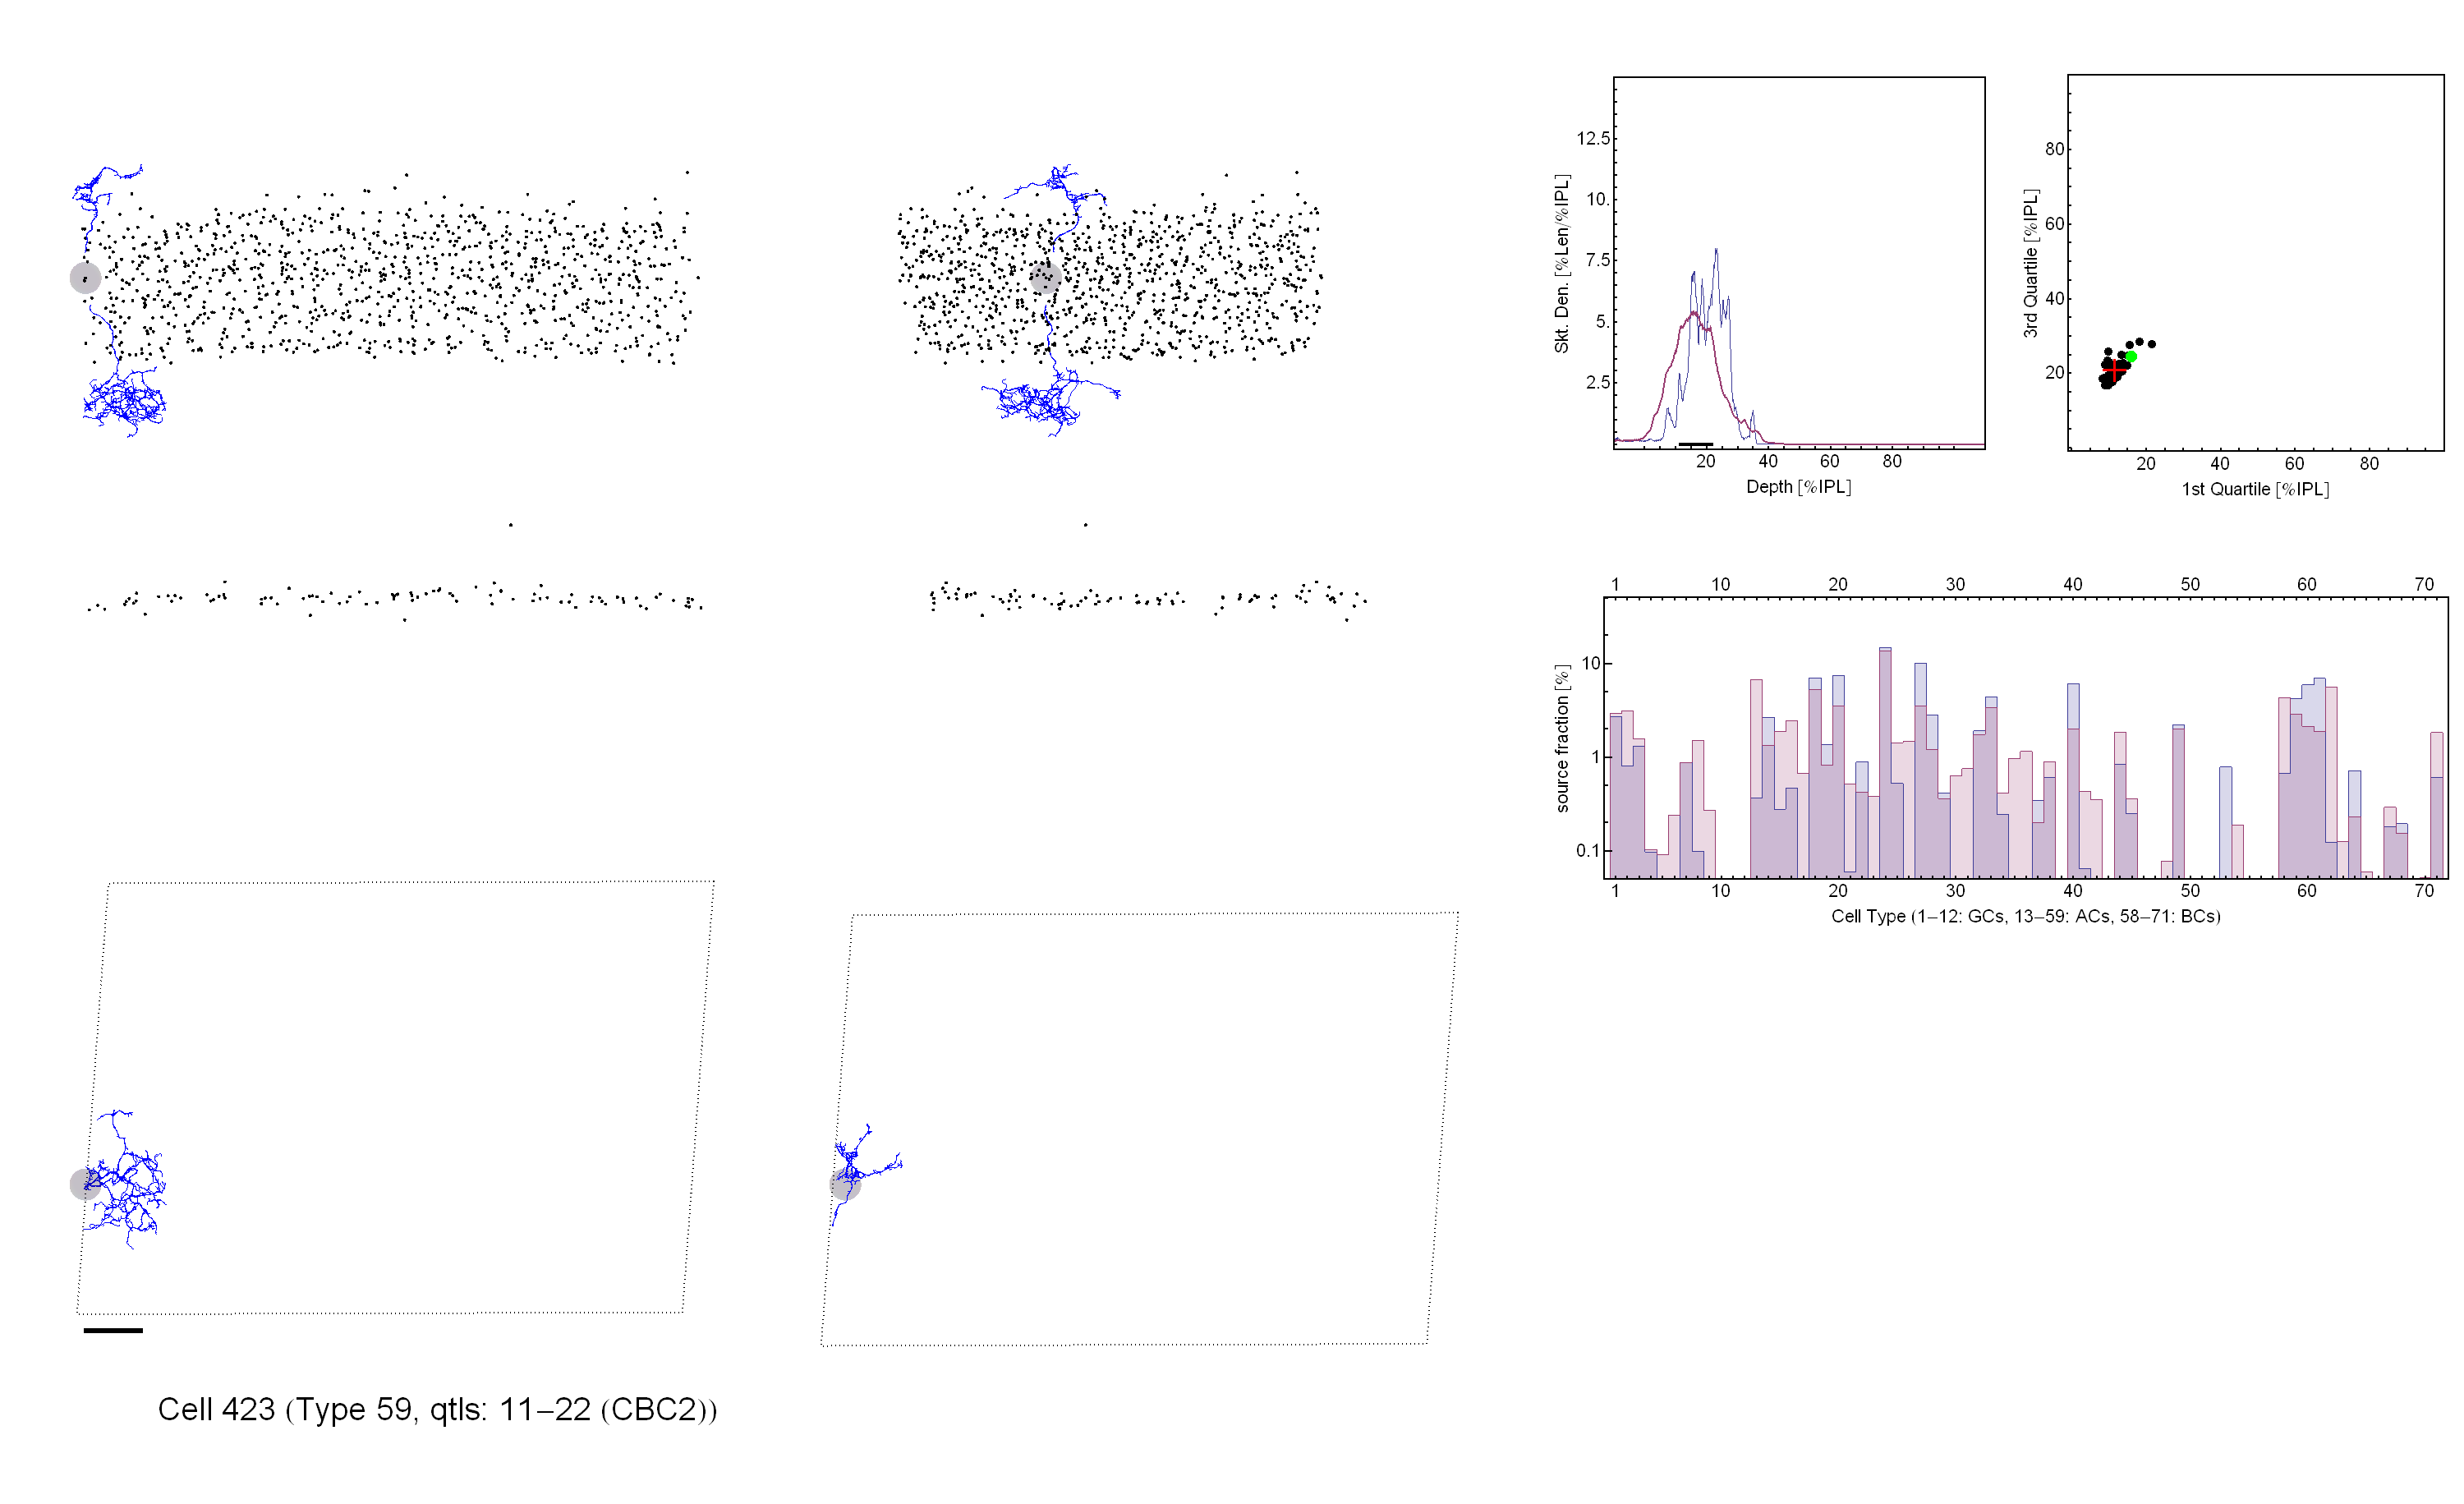 12.5
10.
7.5
5.
2.5
Skt. Den. [%Len/%IPL]
20 40 60 80
Depth [%IPL]
80
60
40
20
3rd Quartile [%IPL]
20 40 60 80
1st Quartile [%IPL]
1 10 20 30 40 50 60 70
10
1
0.1
source fraction [%]
1 10 20 30 40 50 60 70
Cell Type (1–12: GCs, 13–59: ACs, 58–71: BCs)
Cell 423 (Type 59, qtls: 11–22 (CBC2))